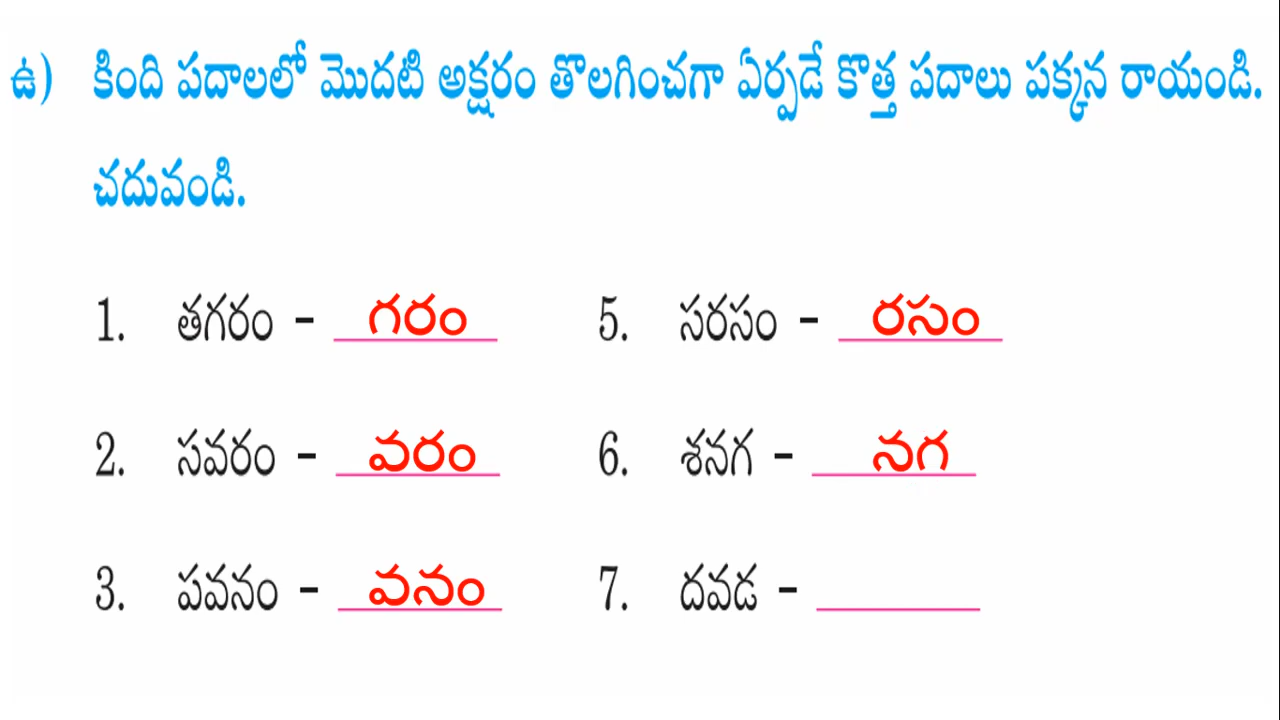 ఉ) కింది పదాలలో మొదటి అక్షరం తొలగించగా ఏర్పడే కొత్త పదాలు పక్కన రాయండి.
చదువండి.
1. తగరం - గరం 5. సరసం - రసం
2. సవరం - వరం 6. శనగ - నగ
3. పవనం - వనం 7. దవడ - ______